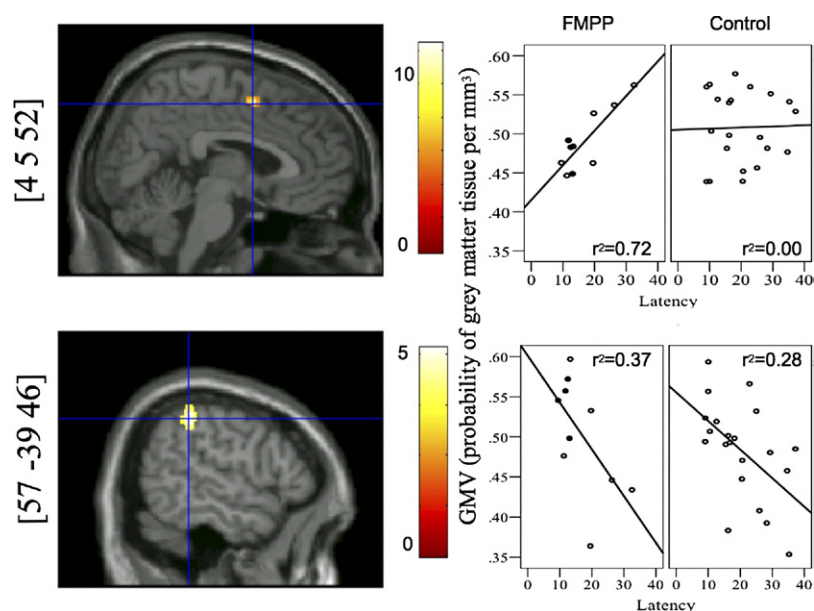 FMPP
Control
[4 5 52]
10
0
GMV (probability of grey matter tissue per mm³)
.60
.55
.50
.45
.40
.35
r²=0.72
r²=0.00
0 10 20 30 40
0 10 20 30 40
Latency
Latency
[57 -39 46]
5
0
.60
.55
.50
.45
.40
.35
r²=0.37
r²=0.28
0 10 20 30 40
0 10 20 30 40
Latency
Latency